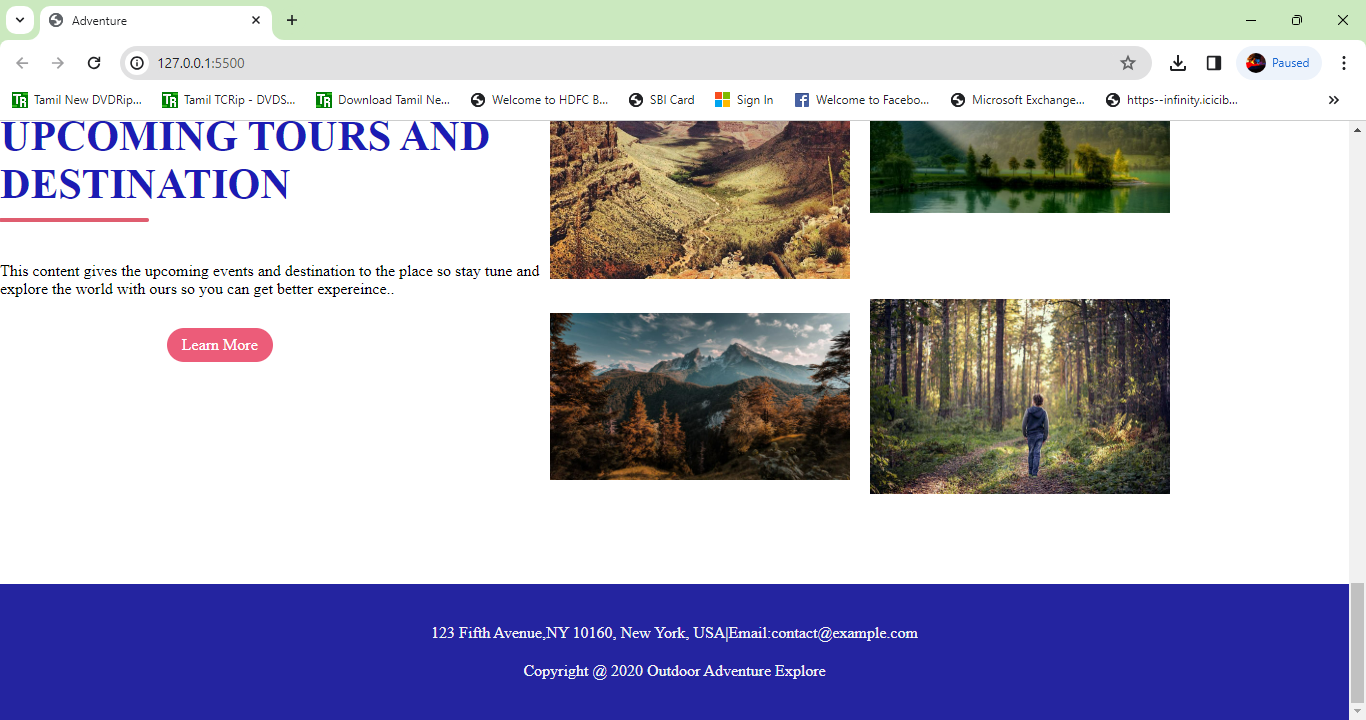 Adventure
127.0.0.1:5500
Paused
Tamil New DVDRip...
Tamil TCRip - DVDS...
Download Tamil Ne...
Welcome to HDFC B...
SBI Card
Sign In
Welcome to Facebo...
Microsoft Exchange...
https--infinity.icicib...
UPCOMING TOURS AND
DESTINATION
This content gives the upcoming events and destination to the place so stay tune and
explore the world with ours so you can get better expereince..
Learn More
123 Fifth Avenue,NY 10160, New York, USA|Email:contact@example.com
Copyright @ 2020 Outdoor Adventure Explore